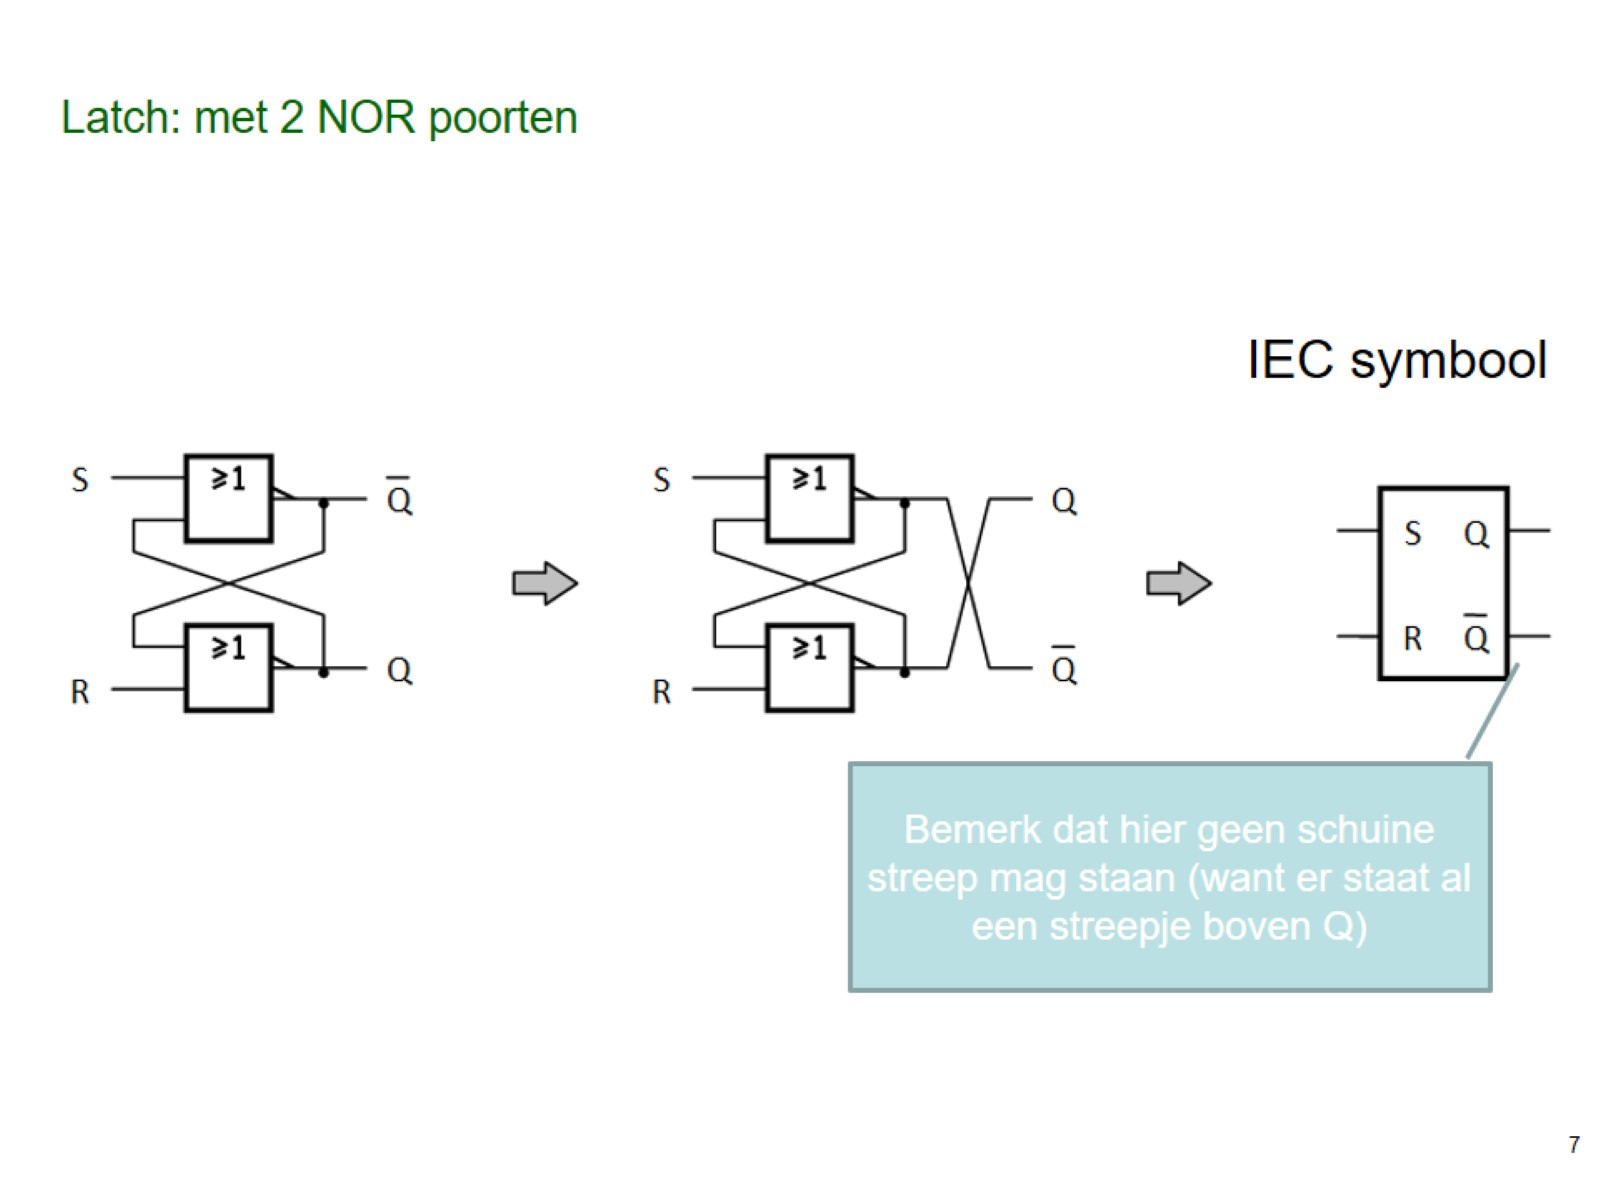 Latch: met 2 NOR poorten
IEC symbool
S ≥1 Q̅
≥1 Q
R
S ≥1 Q
≥1 Q̅
R
S Q
R Q̅
Bemerk dat hier geen schuine
streep mag staan (want er staat al
een streepje boven Q)
7